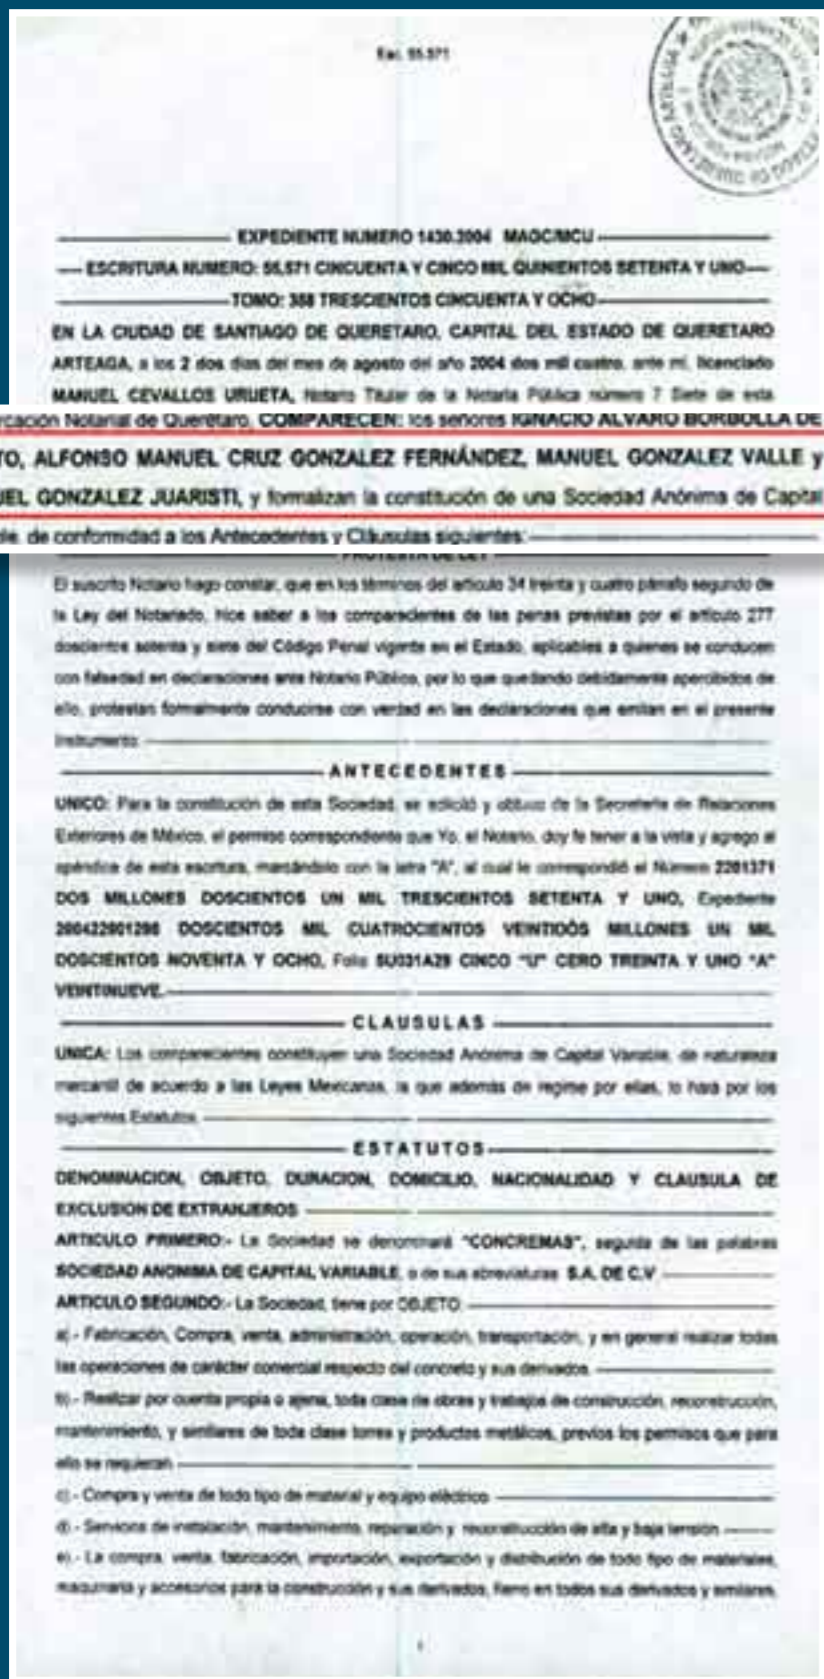 Esc. 55,571
EXPEDIENTE NUMERO 1430.2004 MAOC/MCU
ESCRITURA NUMERO: 55,571 CINCUENTA Y CINCO MIL QUINIENTOS SETENTA Y UNO
TOMO: 358 TRESCIENTOS CINCUENTA Y OCHO
EN LA CIUDAD DE SANTIAGO DE QUERETARO, CAPITAL DEL ESTADO DE QUERETARO
ARTEAGA, a los 2 dos días del mes de agosto del año 2004 dos mil cuatro, ante mí, licenciado
MANUEL CEVALLOS URUETA, Notario Titular de la Notaría Pública número 7 Siete de esta
rcación Notarial de Querétaro, COMPARECEN: los señores IGNACIO ALVARO BORBOLLA DE
TO, ALFONSO MANUEL CRUZ GONZALEZ FERNÁNDEZ, MANUEL GONZALEZ VALLE y
UEL GONZALEZ JUARISTI, y formalizan la constitución de una Sociedad Anónima de Capital
ble, de conformidad a los Antecedentes y Cláusulas siguientes:
PROTESTA DE LEY
El suscrito Notario hago constar, que en los términos del artículo 34 treinta y cuatro párrafo segundo de
la Ley del Notariado, hice saber a los comparecientes de las penas previstas por el artículo 277
doscientos setenta y siete del Código Penal vigente en el Estado, aplicables a quienes se conducen
con falsedad en declaraciones ante Notario Público, por lo que quedando debidamente apercibidos de
ello, protestan formalmente conducirse con verdad en las declaraciones que emitan en el presente
Instrumento.
ANTECEDENTES
UNICO: Para la constitución de esta Sociedad, se solicitó y obtuvo de la Secretaría de Relaciones
Exteriores de México, el permiso correspondiente que Yo, el Notario, doy fe tener a la vista y agrego al
apéndice de esta escritura, marcándolo con la letra "A", al cual le correspondió el Número 2201371
DOS MILLONES DOSCIENTOS UN MIL TRESCIENTOS SETENTA Y UNO, Expediente
200422001298 DOSCIENTOS MIL CUATROCIENTOS VEINTIDÓS MILLONES UN MIL
DOSCIENTOS NOVENTA Y OCHO, Folio 5U031A29 CINCO "U" CERO TREINTA Y UNO "A"
VEINTINUEVE.
CLAUSULAS
UNICA: Los comparecientes constituyen una Sociedad Anónima de Capital Variable, de naturaleza
mercantil de acuerdo a las Leyes Mexicanas, la que además de regirse por ellas, lo hará por los
siguientes Estatutos.
ESTATUTOS
DENOMINACION, OBJETO, DURACION, DOMICILIO, NACIONALIDAD Y CLAUSULA DE
EXCLUSION DE EXTRANJEROS
ARTICULO PRIMERO:- La Sociedad se denominará "CONCREMAS", seguida de las palabras
SOCIEDAD ANONIMA DE CAPITAL VARIABLE, o de sus abreviaturas S.A. DE C.V
ARTICULO SEGUNDO:- La Sociedad, tiene por OBJETO:
a).- Fabricación, Compra, venta, administración, operación, transportación, y en general realizar todas
las operaciones de carácter comercial respecto del concreto y sus derivados.
b).- Realizar por cuenta propia o ajena, toda clase de obras y trabajos de construcción, reconstrucción,
mantenimiento, y similares de toda clase torres y productos metálicos, previos los permisos que para
ello se requieran
c).- Compra y venta de todo tipo de material y equipo eléctrico.
d).- Servicios de instalación, mantenimiento, reparación y reconstrucción de alta y baja tensión
e).- La compra, venta, fabricación, importación, exportación y distribución de todo tipo de materiales,
maquinaria y accesorios para la construcción y sus derivados, fierro en todos sus derivados y similares,